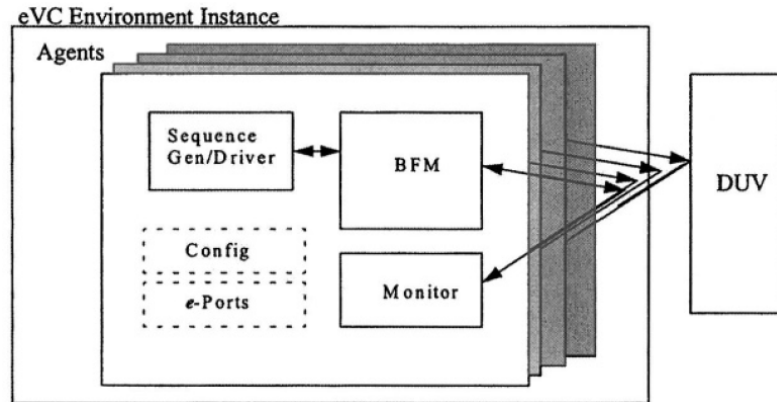 eVC Environment Instance
Agents
Sequence
Gen/Driver
BFM
DUV
Config
e-Ports
Monitor